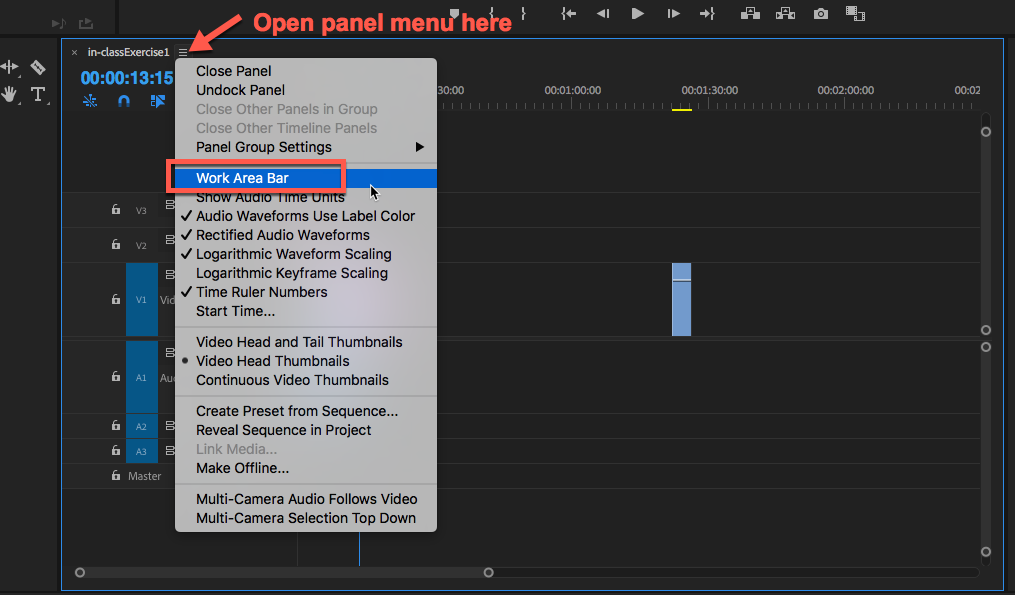 Open panel menu here
in-classExercise1
00:00:13:15
30:00
00:01:00:00
00:01:30:00
00:02:00:00
00:02
Close Panel
Undock Panel
Close Other Panels in Group
Close Other Timeline Panels
Panel Group Settings
Work Area Bar
Show Audio Time Units
Audio Waveforms Use Label Color
Rectified Audio Waveforms
Logarithmic Waveform Scaling
Logarithmic Keyframe Scaling
Time Ruler Numbers
Start Time...
Video Head and Tail Thumbnails
Video Head Thumbnails
Continuous Video Thumbnails
Create Preset from Sequence...
Reveal Sequence in Project
Link Media...
Make Offline...
Multi-Camera Audio Follows Video
Multi-Camera Selection Top Down
V3
V2
V1 Vid
A1 Au
A2
A3
Master